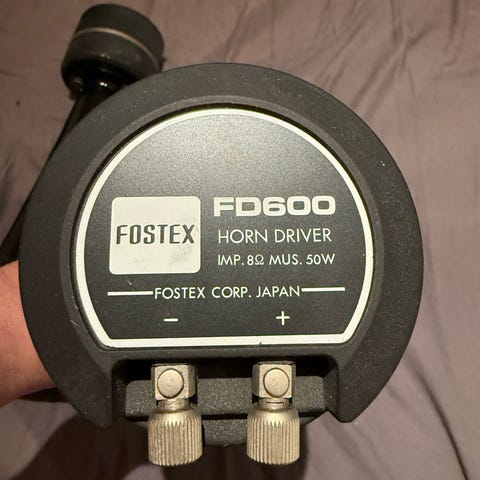 FOSTEX
FD600
HORN DRIVER
IMP. 8Ω MUS. 50W
FOSTEX CORP. JAPAN
− +